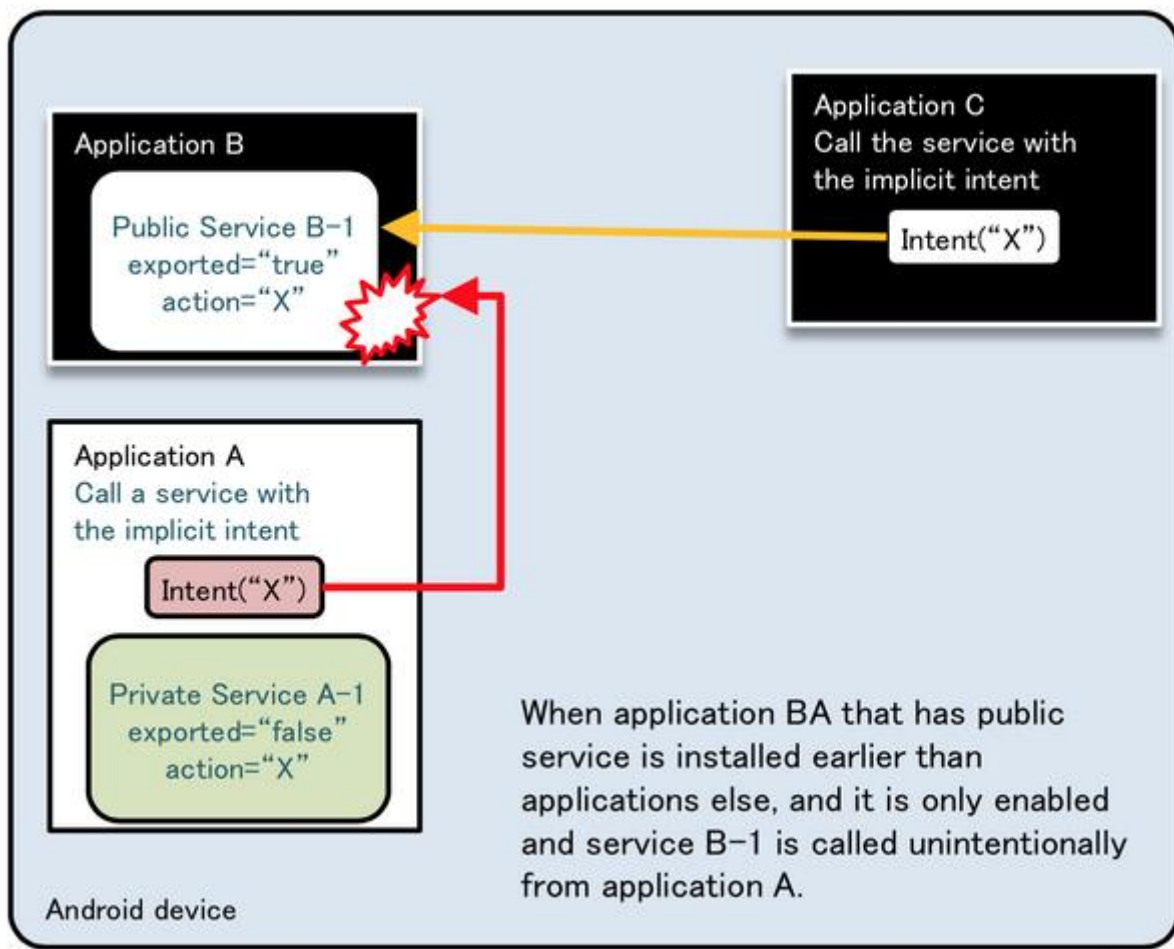 Application B
Public Service B-1
exported=“true”
action=“X”
Application C
Call the service with
the implicit intent
Intent(“X”)
Application A
Call a service with
the implicit intent
Intent(“X”)
Private Service A-1
exported=“false”
action=“X”
When application BA that has public
service is installed earlier than
applications else, and it is only enabled
and service B-1 is called unintentionally
from application A.
Android device